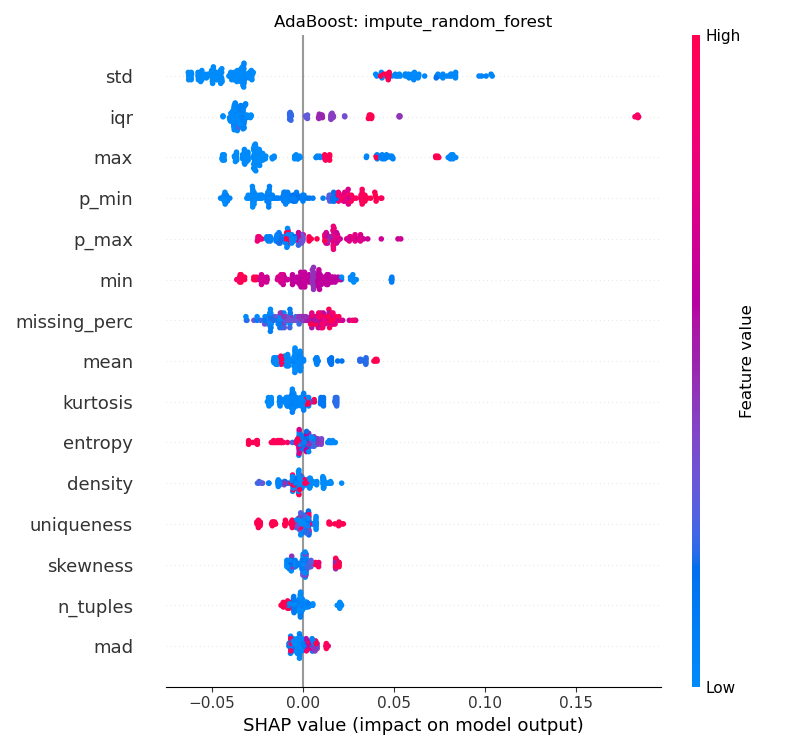 AdaBoost: impute_random_forest
High
std
iqr
max
p_min
p_max
min
missing_perc
mean
kurtosis
entropy
density
uniqueness
skewness
n_tuples
mad
Feature value
Low
−0.05 0.00 0.05 0.10 0.15
SHAP value (impact on model output)